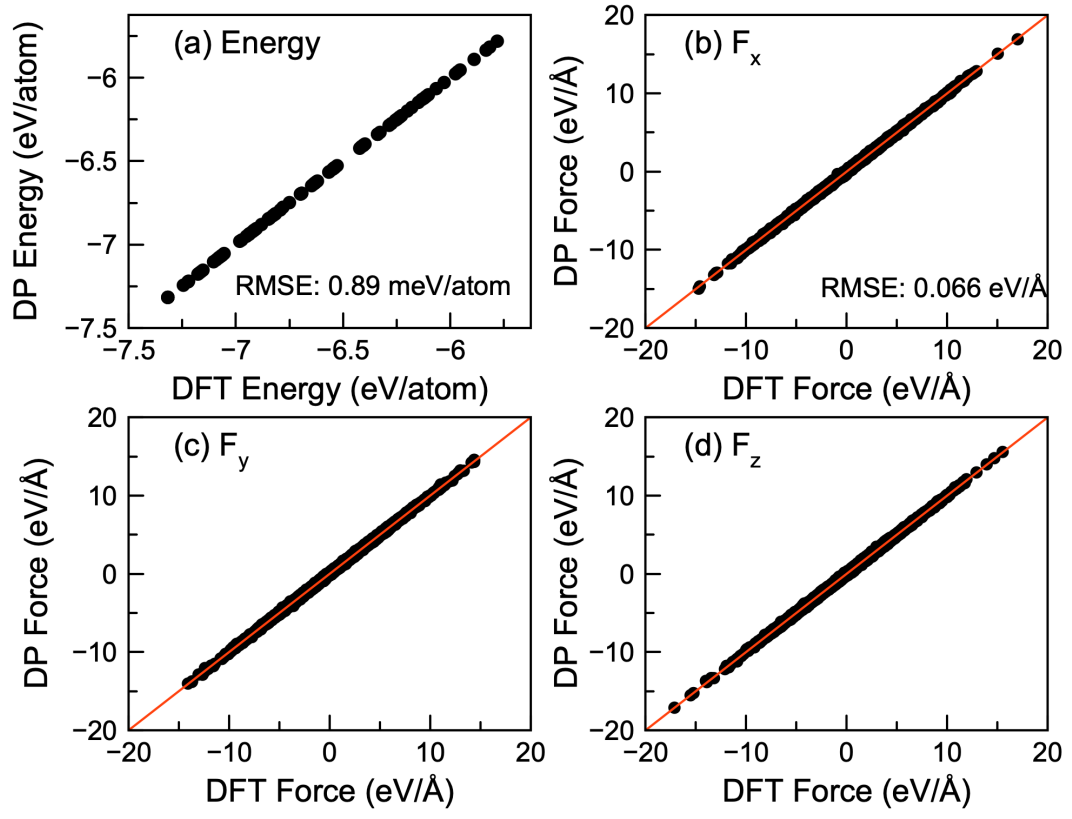 (a) Energy
DP Energy (eV/atom)
−6
−6.5
−7
−7.5
RMSE: 0.89 meV/atom
−7.5 −7 −6.5 −6
DFT Energy (eV/atom)
(b) Fx
DP Force (eV/Å)
20
10
0
−10
−20
RMSE: 0.066 eV/Å
−20 −10 0 10 20
DFT Force (eV/Å)
(c) Fy
DP Force (eV/Å)
20
10
0
−10
−20
−20 −10 0 10 20
DFT Force (eV/Å)
(d) Fz
DP Force (eV/Å)
20
10
0
−10
−20
−20 −10 0 10 20
DFT Force (eV/Å)